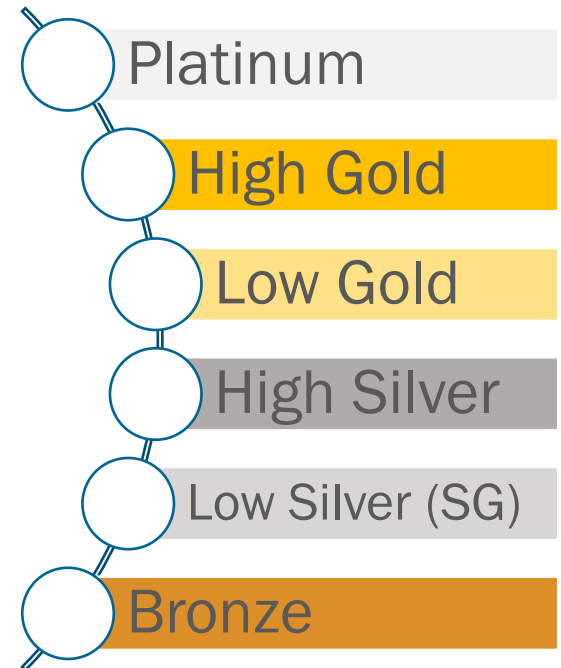 Platinum
High Gold
Low Gold
High Silver
Low Silver (SG)
Bronze